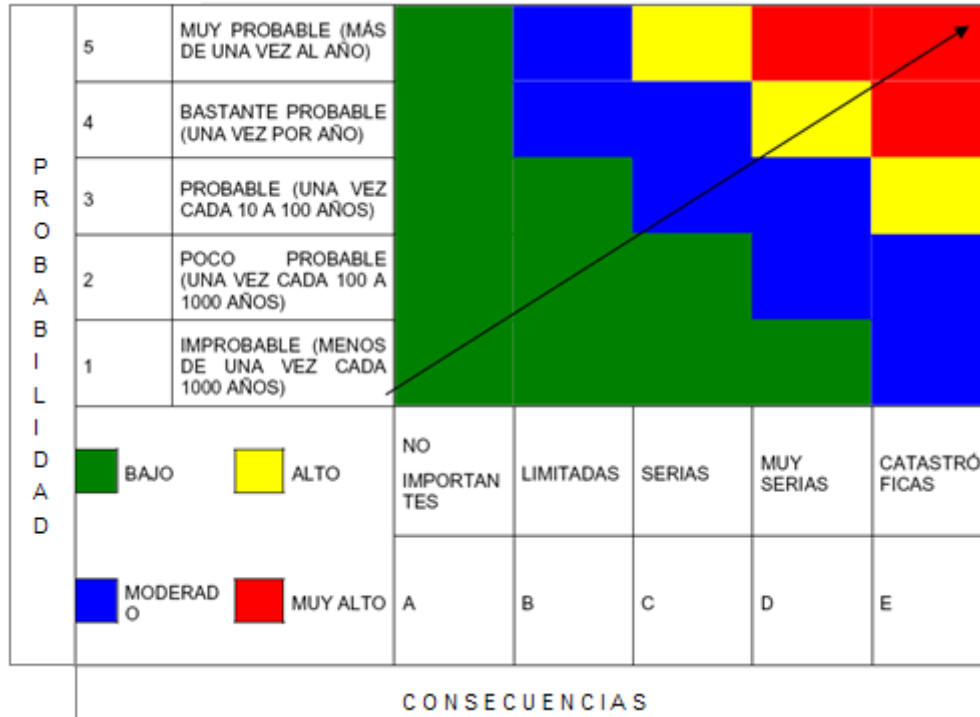 PROBABILIDAD
5
MUY PROBABLE (MÁS
DE UNA VEZ AL AÑO)
4
BASTANTE PROBABLE
(UNA VEZ POR AÑO)
3
PROBABLE (UNA VEZ
CADA 10 A 100 AÑOS)
2
POCO PROBABLE
(UNA VEZ CADA 100 A
1000 AÑOS)
1
IMPROBABLE (MENOS
DE UNA VEZ CADA
1000 AÑOS)
BAJO
ALTO
MODERAD
O
MUY ALTO
NO
IMPORTAN
TES
LIMITADAS
SERIAS
MUY
SERIAS
CATASTRÓ
FICAS
A
B
C
D
E
CONSECUENCIAS